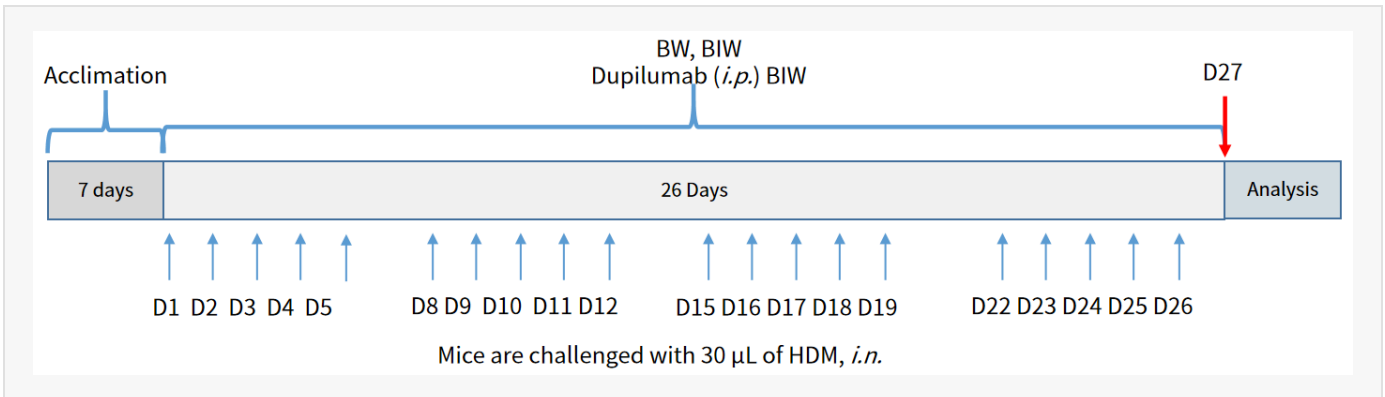 BW, BIW
Acclimation
Dupilumab (i.p.) BIW
D27
7 days
26 Days
Analysis
D1 D2 D3 D4 D5 D8 D9 D10 D11 D12 D15 D16 D17 D18 D19 D22 D23 D24 D25 D26
Mice are challenged with 30 μL of HDM, i.n.